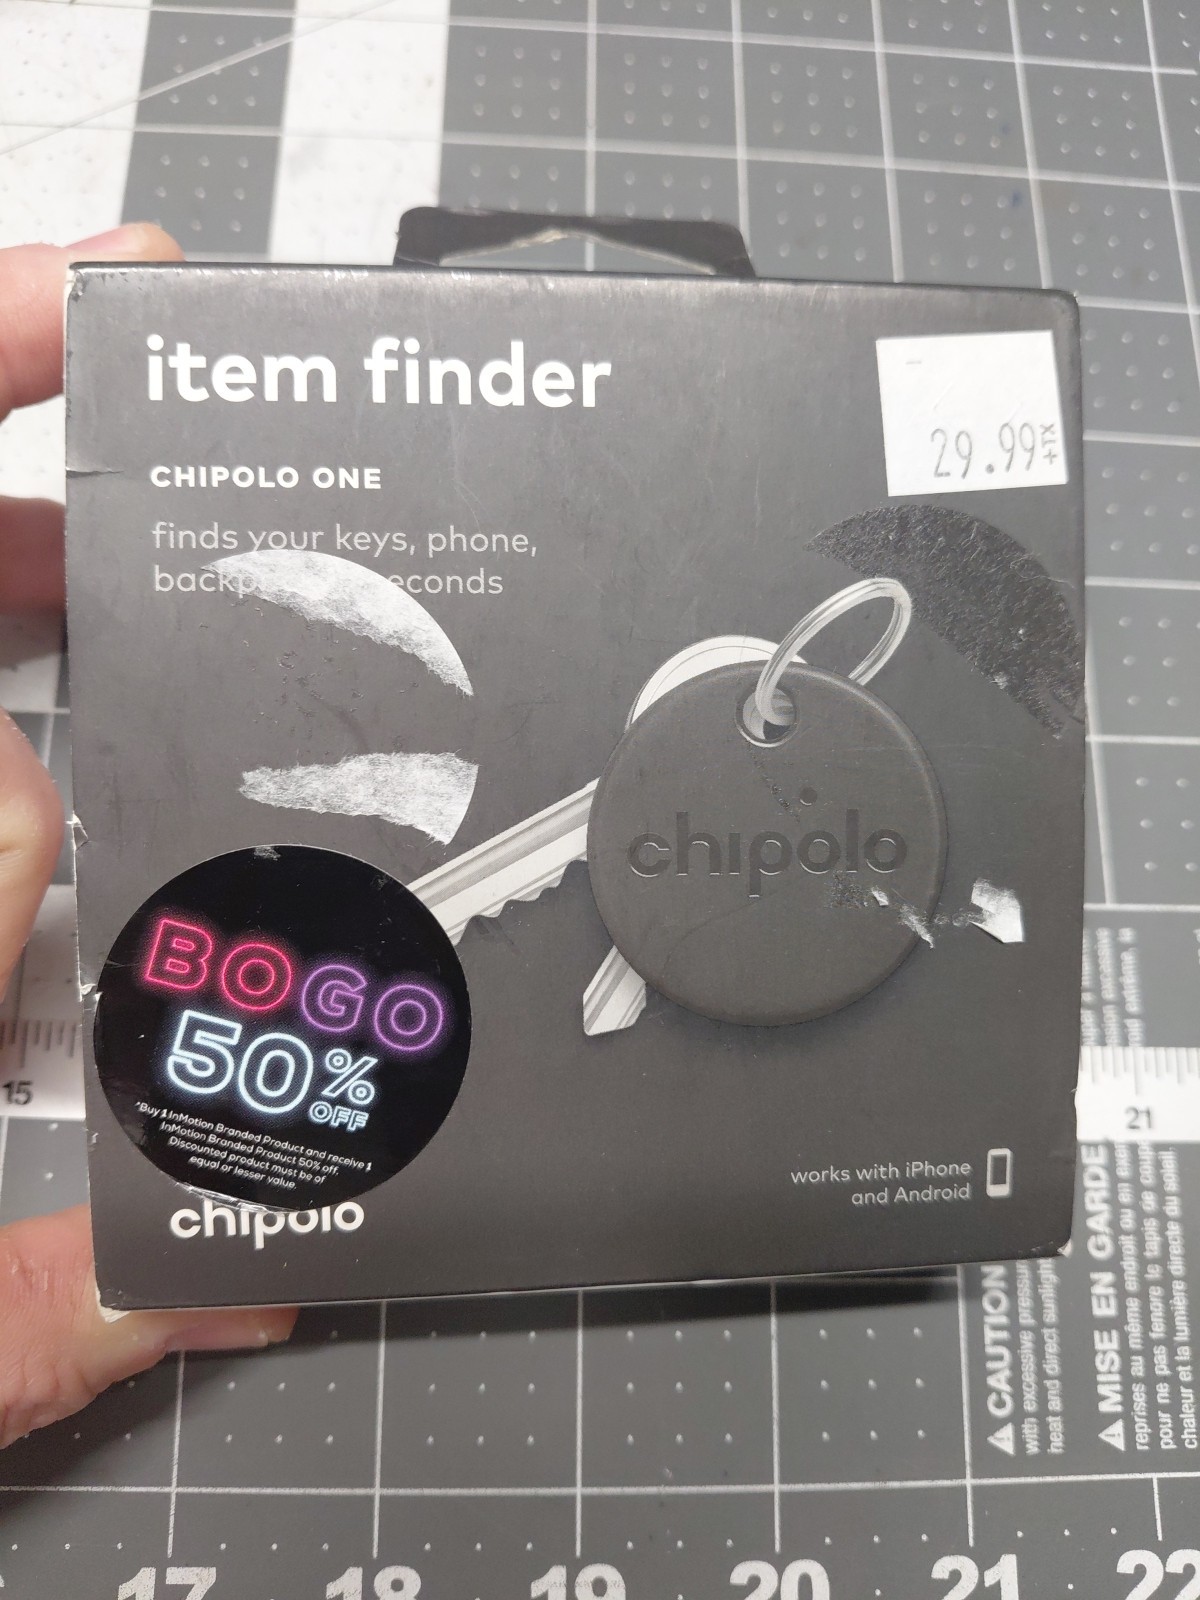 item finder
29.99
+TX
CHIPOLO ONE
finds your keys, phone,
backp econds
chipolo
BOGO
50%
OFF
*Buy 1 InMotion Branded Product and receive 1
InMotion Branded Product 50% off.
Discounted product must be of
equal or lesser value.
works with iPhone
and Android
chipolo
15
21
CAUTION
with excessive pressur
heat and direct sunlight
MISE EN GARDE
reprises au même endroit ou en exer
pour ne pas fendre le tapis de coup
chaleur et la lumière directe du soleil.
17 18 19 20 21 22